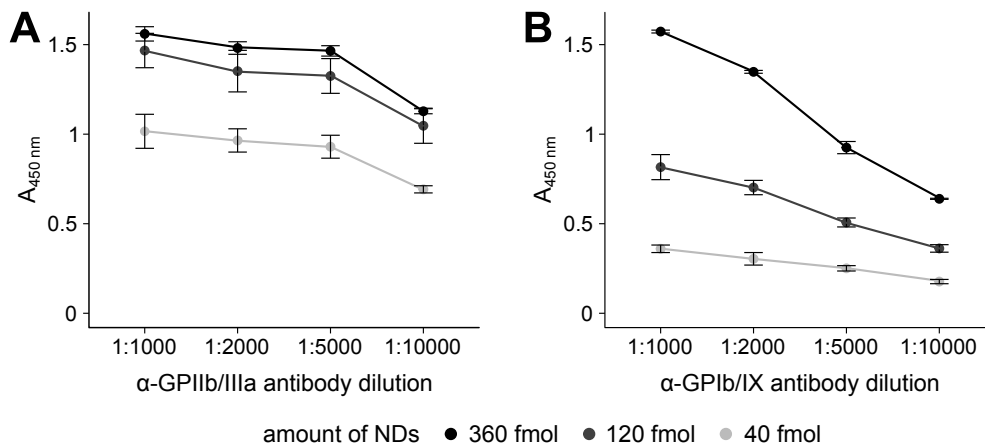 A
1.5
1
0.5
0
A450 nm
1:1000 1:2000 1:5000 1:10000
α-GPIIb/IIIa antibody dilution
B
1.5
1
0.5
0
A450 nm
1:1000 1:2000 1:5000 1:10000
α-GPIb/IX antibody dilution
amount of NDs 360 fmol 120 fmol 40 fmol